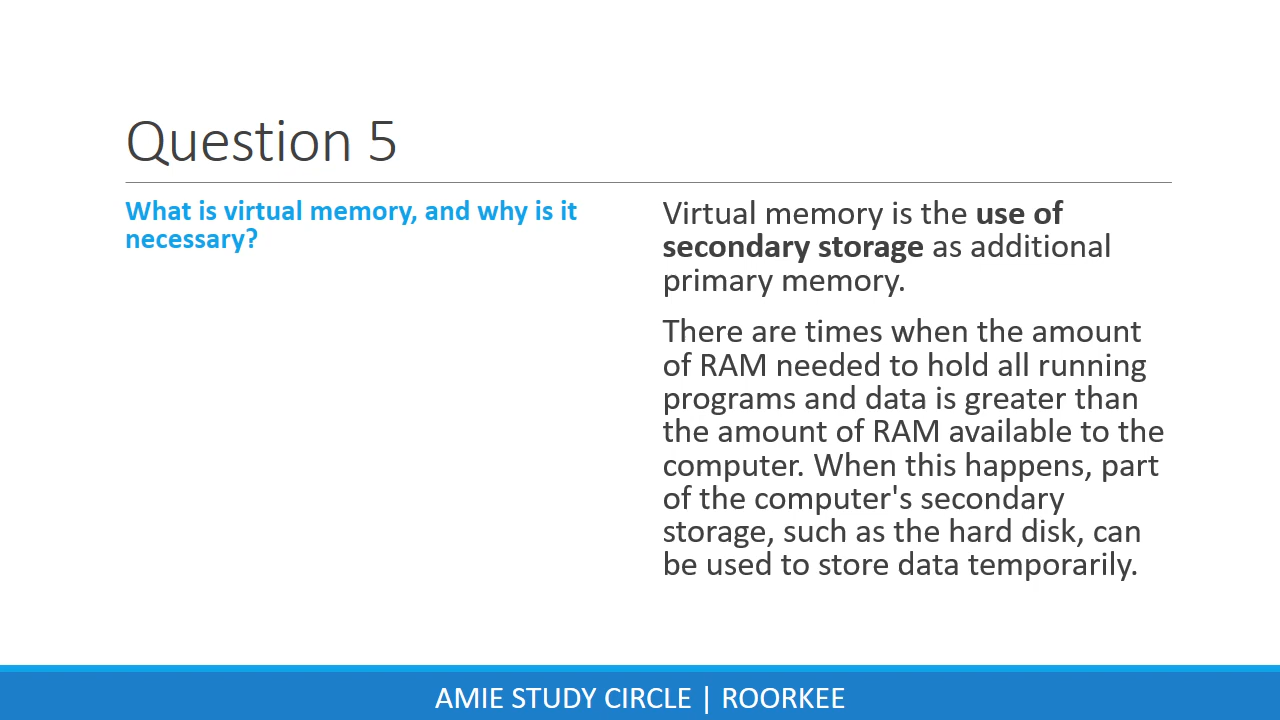 Question 5
What is virtual memory, and why is it
necessary?
Virtual memory is the use of
secondary storage as additional
primary memory.
There are times when the amount
of RAM needed to hold all running
programs and data is greater than
the amount of RAM available to the
computer. When this happens, part
of the computer's secondary
storage, such as the hard disk, can
be used to store data temporarily.
AMIE STUDY CIRCLE | ROORKEE